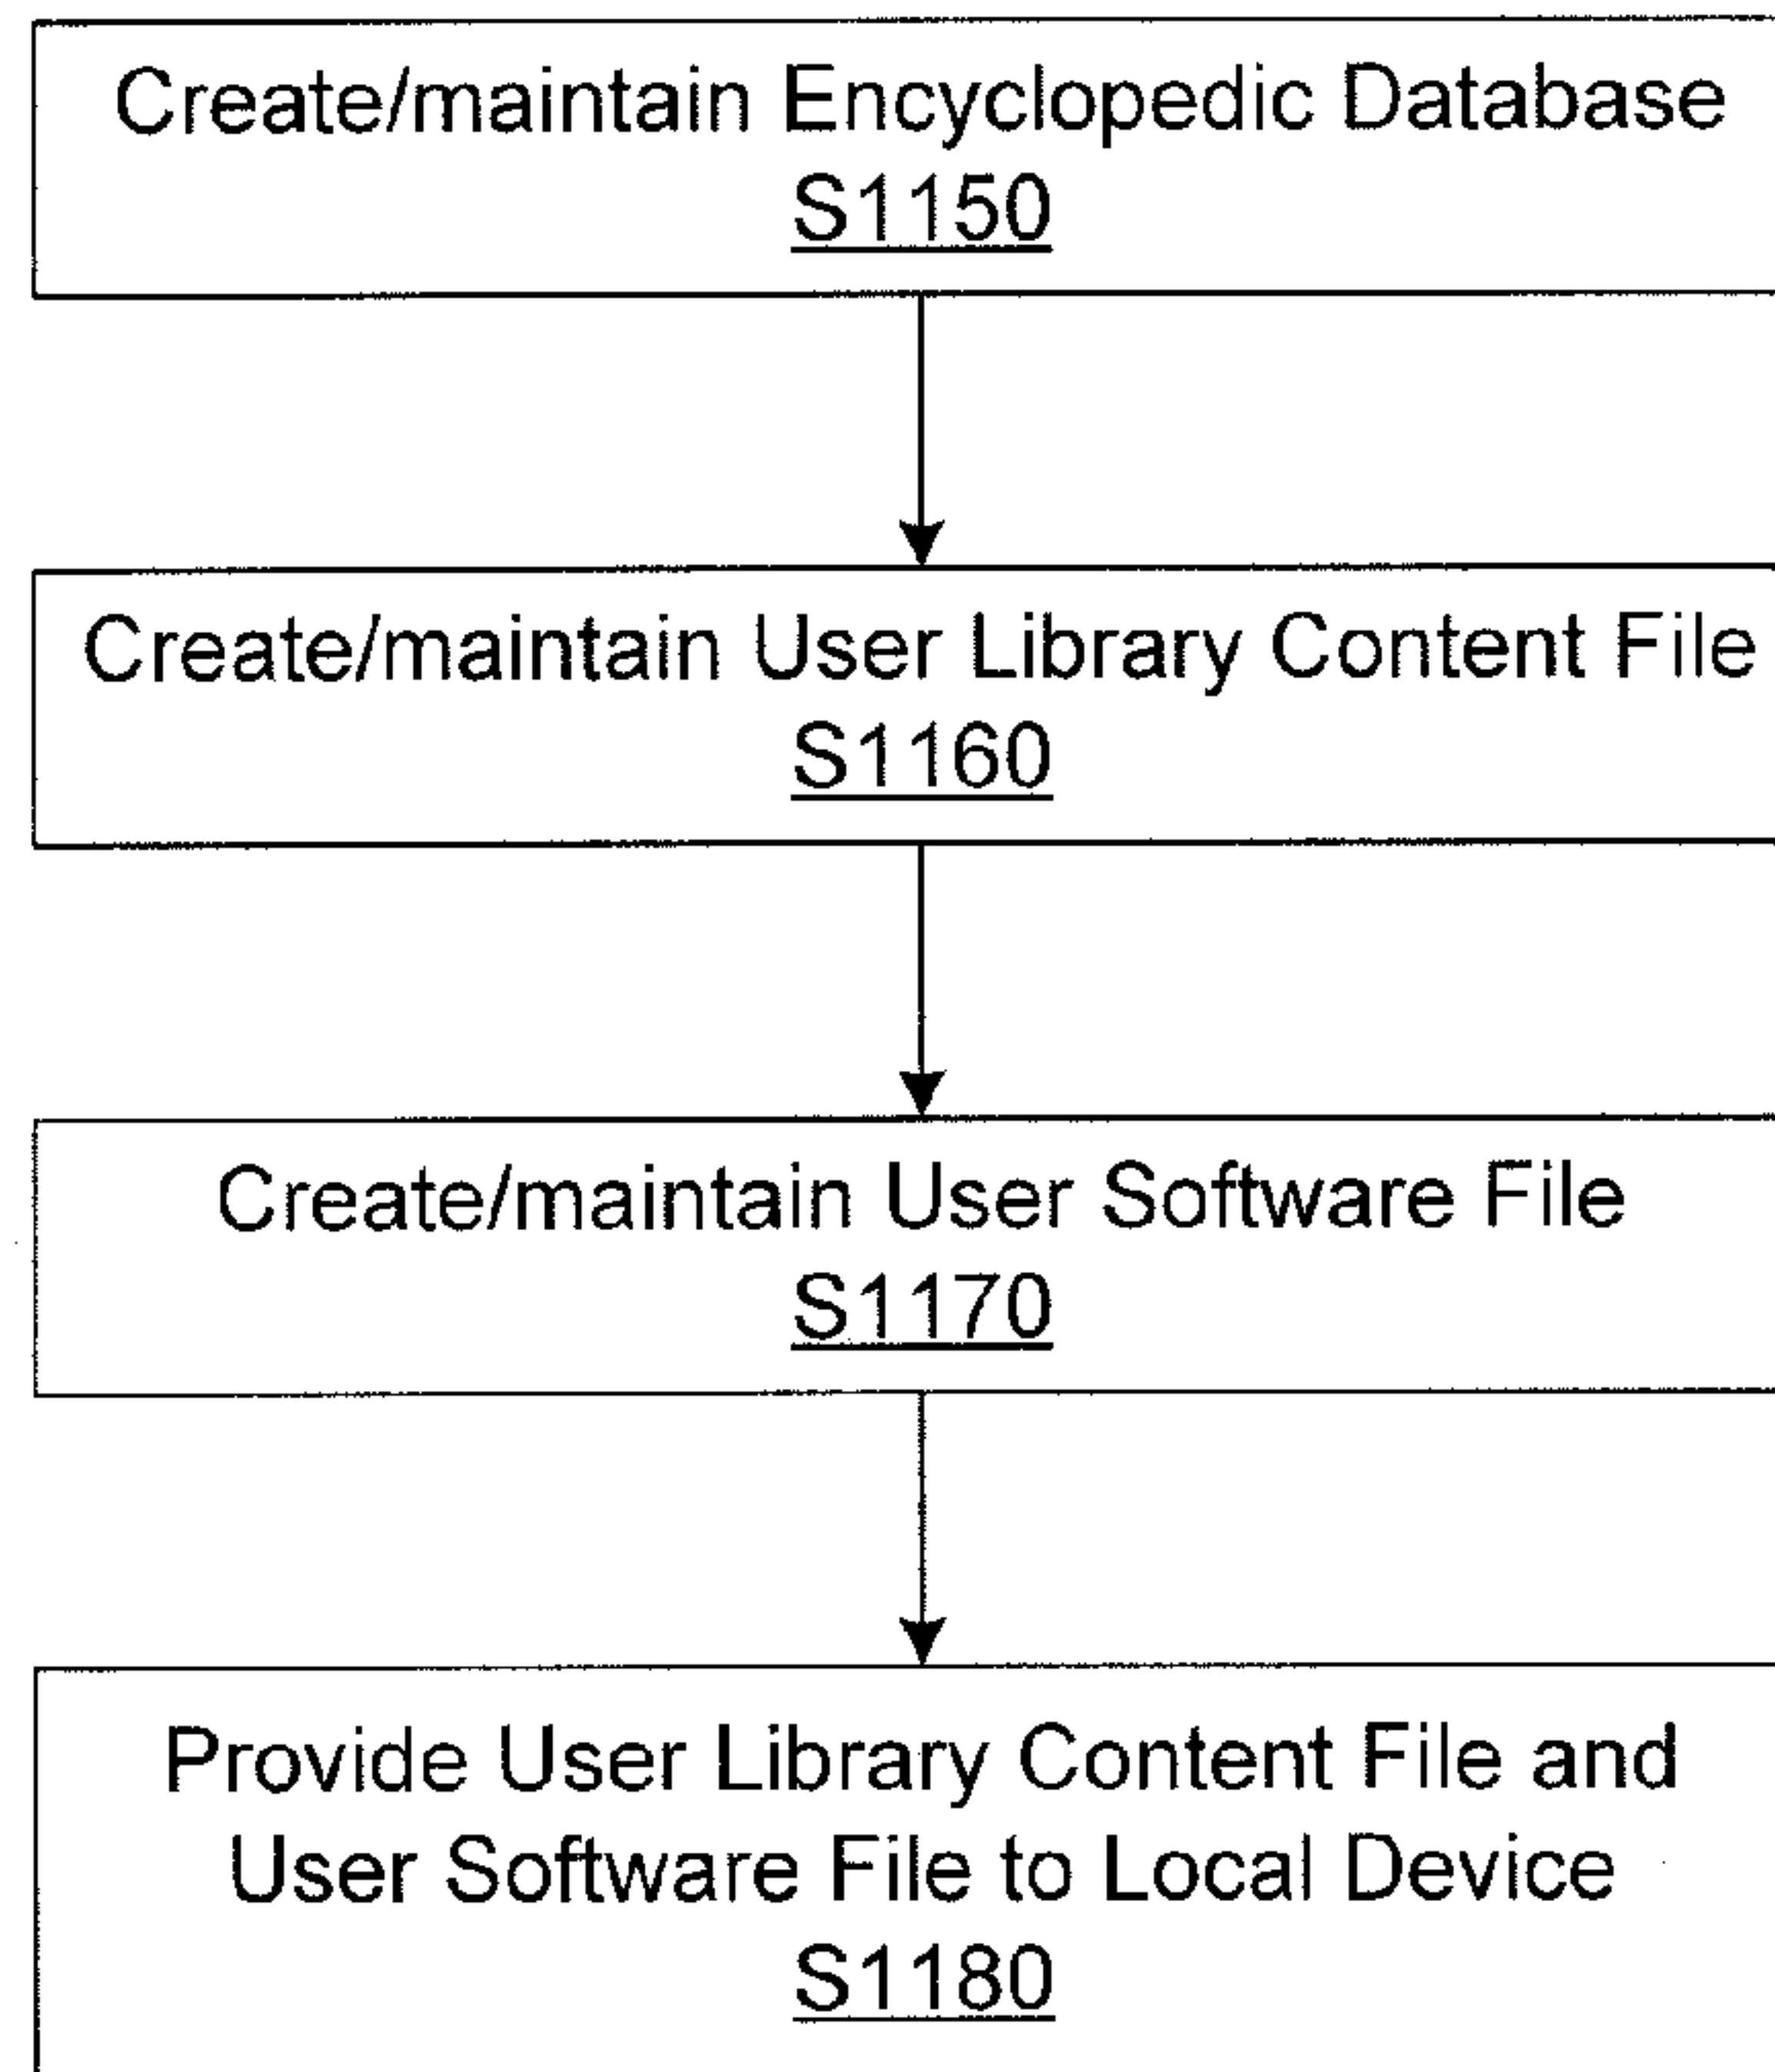 Create/maintain Encyclopedic Database
S1150
Create/maintain User Library Content File
S1160
Create/maintain User Software File
S1170
Provide User Library Content File and
User Software File to Local Device
S1180